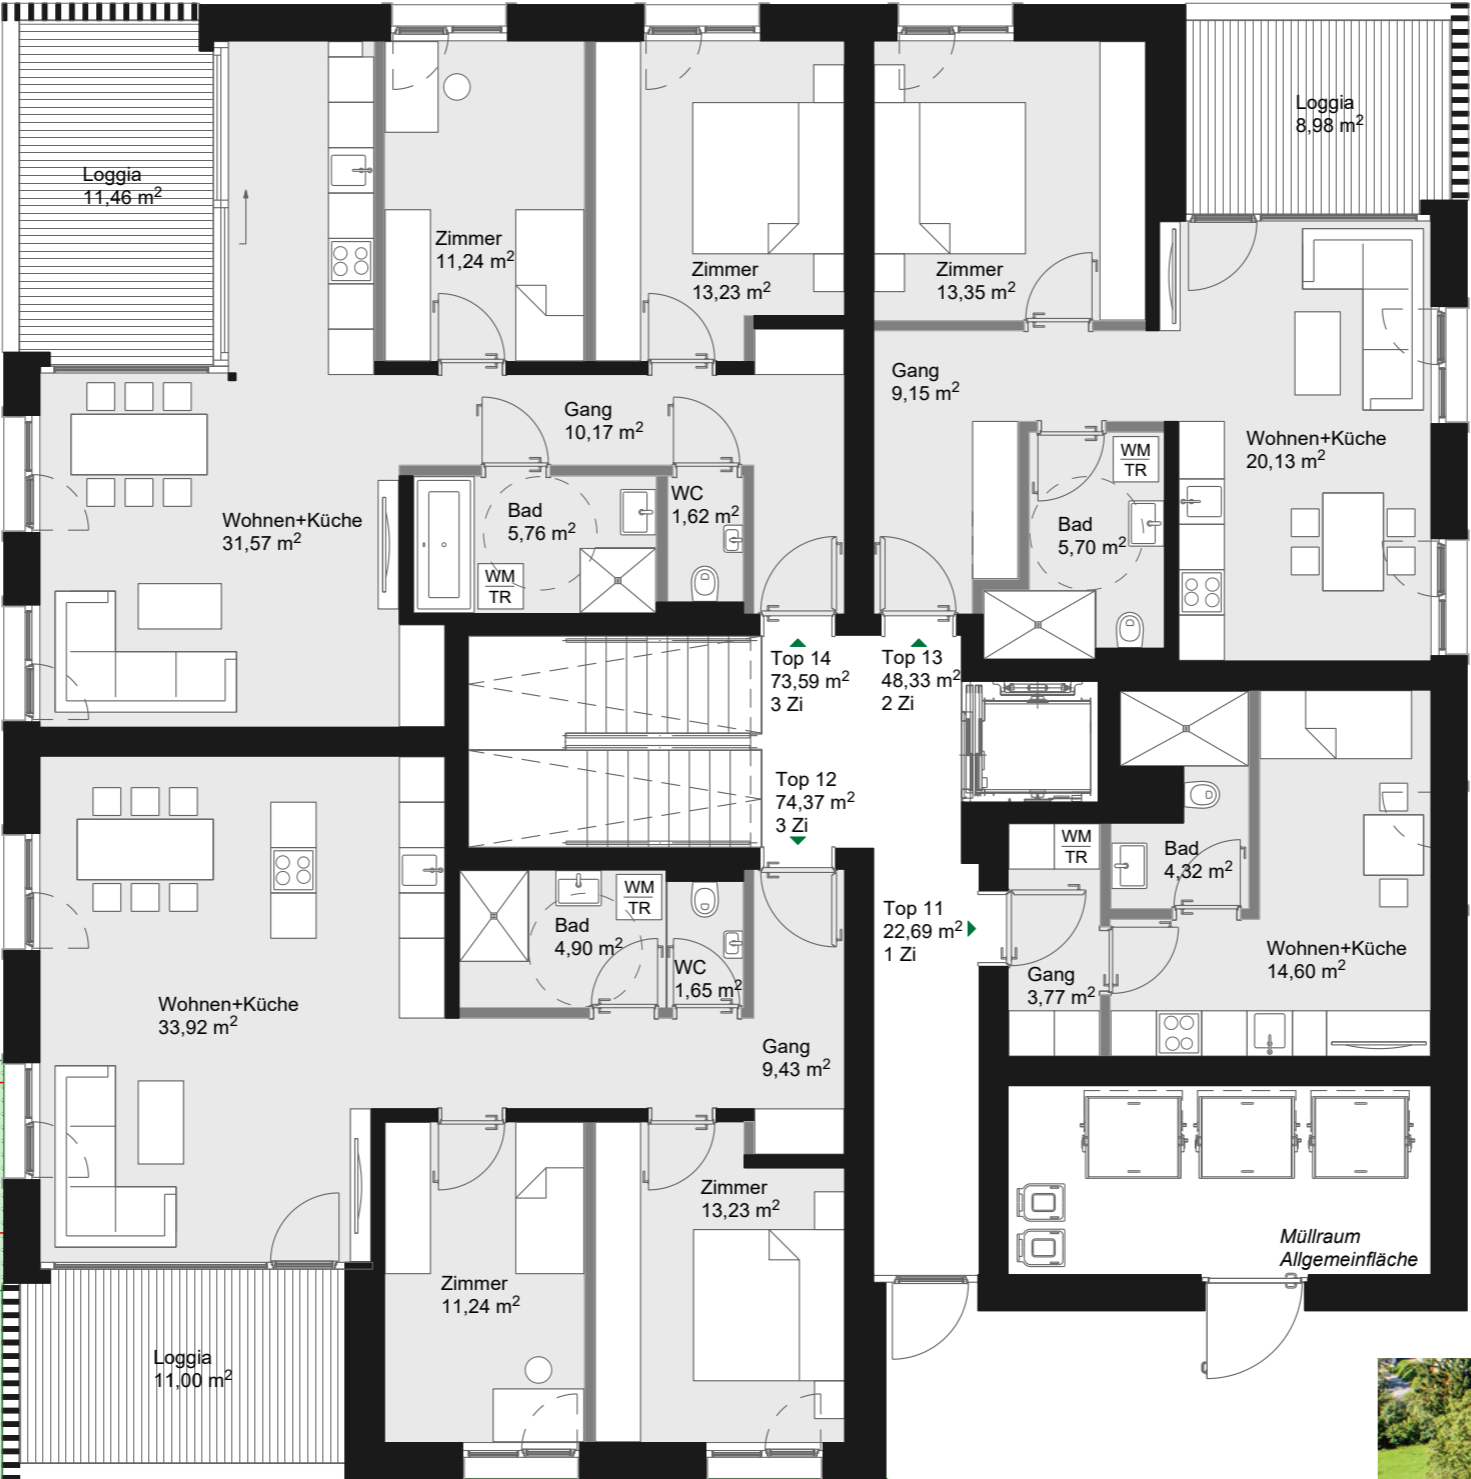 Loggia
11,46 m²
Zimmer
11,24 m²
Zimmer
13,23 m²
Zimmer
13,35 m²
Loggia
8,98 m²
Gang
10,17 m²
Gang
9,15 m²
Wohnen+Küche
20,13 m²
Wohnen+Küche
31,57 m²
Bad
5,76 m²
WM
TR
WC
1,62 m²
WM
TR
Bad
5,70 m²
Top 14
73,59 m²
3 Zi
Top 13
48,33 m²
2 Zi
Top 12
74,37 m²
3 Zi
WM
TR
Bad
4,32 m²
Top 11
22,69 m²
1 Zi
Gang
3,77 m²
Wohnen+Küche
14,60 m²
WM
TR
Bad
4,90 m²
WC
1,65 m²
Wohnen+Küche
33,92 m²
Gang
9,43 m²
Zimmer
13,23 m²
Zimmer
11,24 m²
Loggia
11,00 m²
Müllraum
Allgemeinfläche